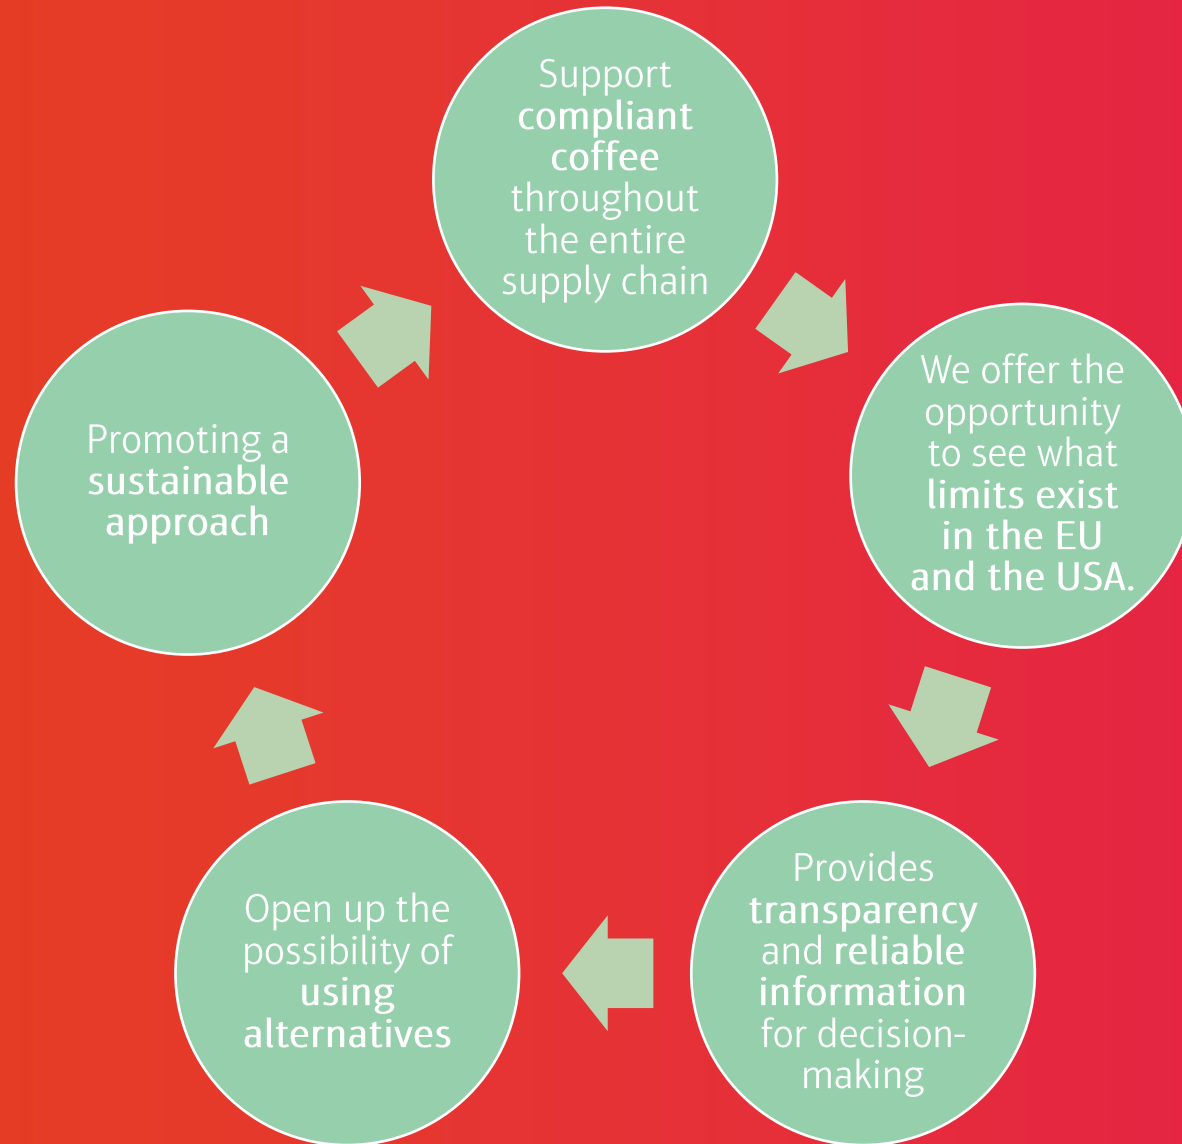 Support
compliant
coffee
throughout
the entire
supply chain
We offer the
opportunity
to see what
limits exist
in the EU
and the USA.
Provides
transparency
and reliable
information
for decision-
making
Open up the
possibility of
using
alternatives
Promoting a
sustainable
approach